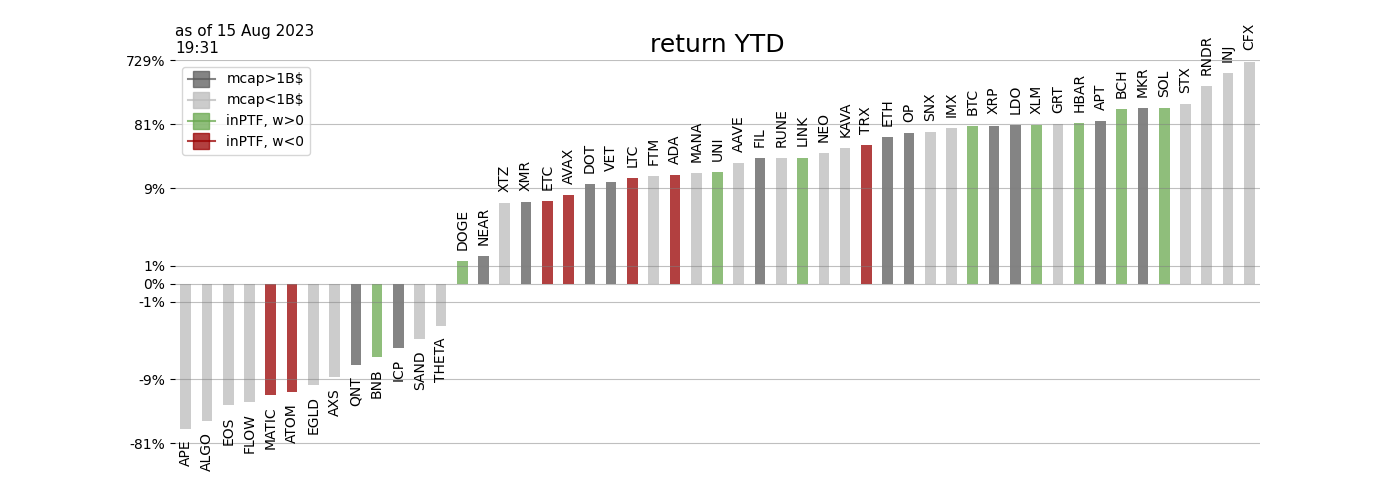 as of 15 Aug 2023
19:31
return YTD
729%
81%
9%
1%
0%
-1%
-9%
-81%
mcap>1B$
mcap<1B$
inPTF, w>0
inPTF, w<0
APE
ALGO
EOS
FLOW
MATIC
ATOM
EGLD
AXS
QNT
BNB
ICP
SAND
THETA
DOGE
NEAR
XTZ
XMR
ETC
AVAX
DOT
VET
LTC
FTM
ADA
MANA
UNI
AAVE
FIL
RUNE
LINK
NEO
KAVA
TRX
ETH
OP
SNX
IMX
BTC
XRP
LDO
XLM
GRT
HBAR
APT
BCH
MKR
SOL
STX
RNDR
INJ
CFX